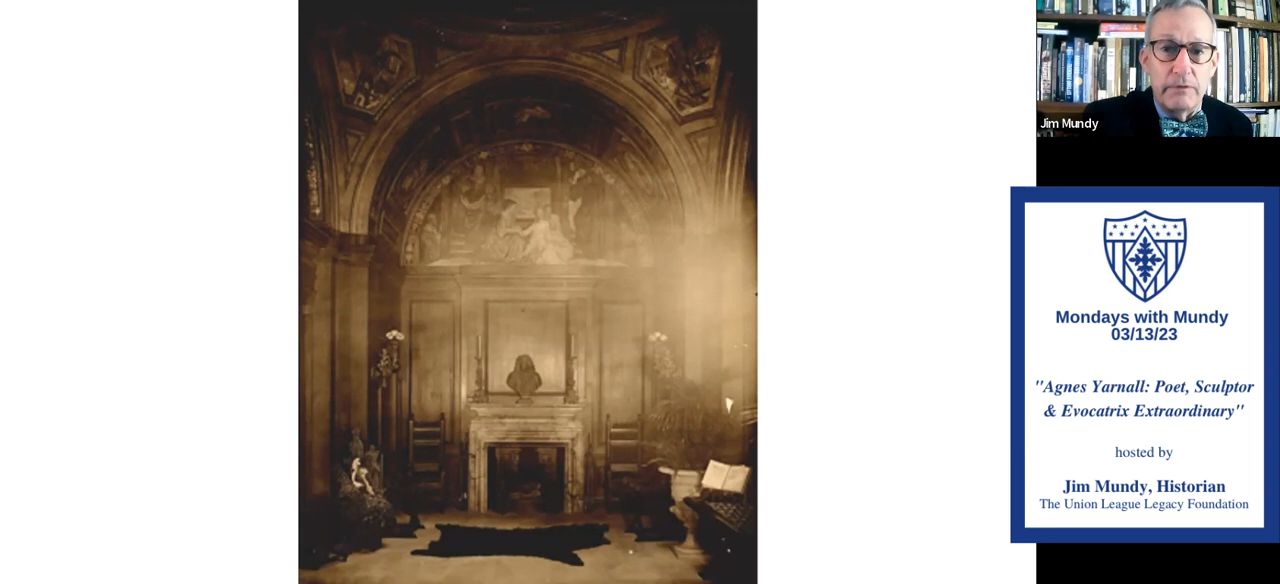 Jim Mundy
Mondays with Mundy
03/13/23
"Agnes Yarnall: Poet, Sculptor
& Evocatrix Extraordinary"
hosted by
Jim Mundy, Historian
The Union League Legacy Foundation